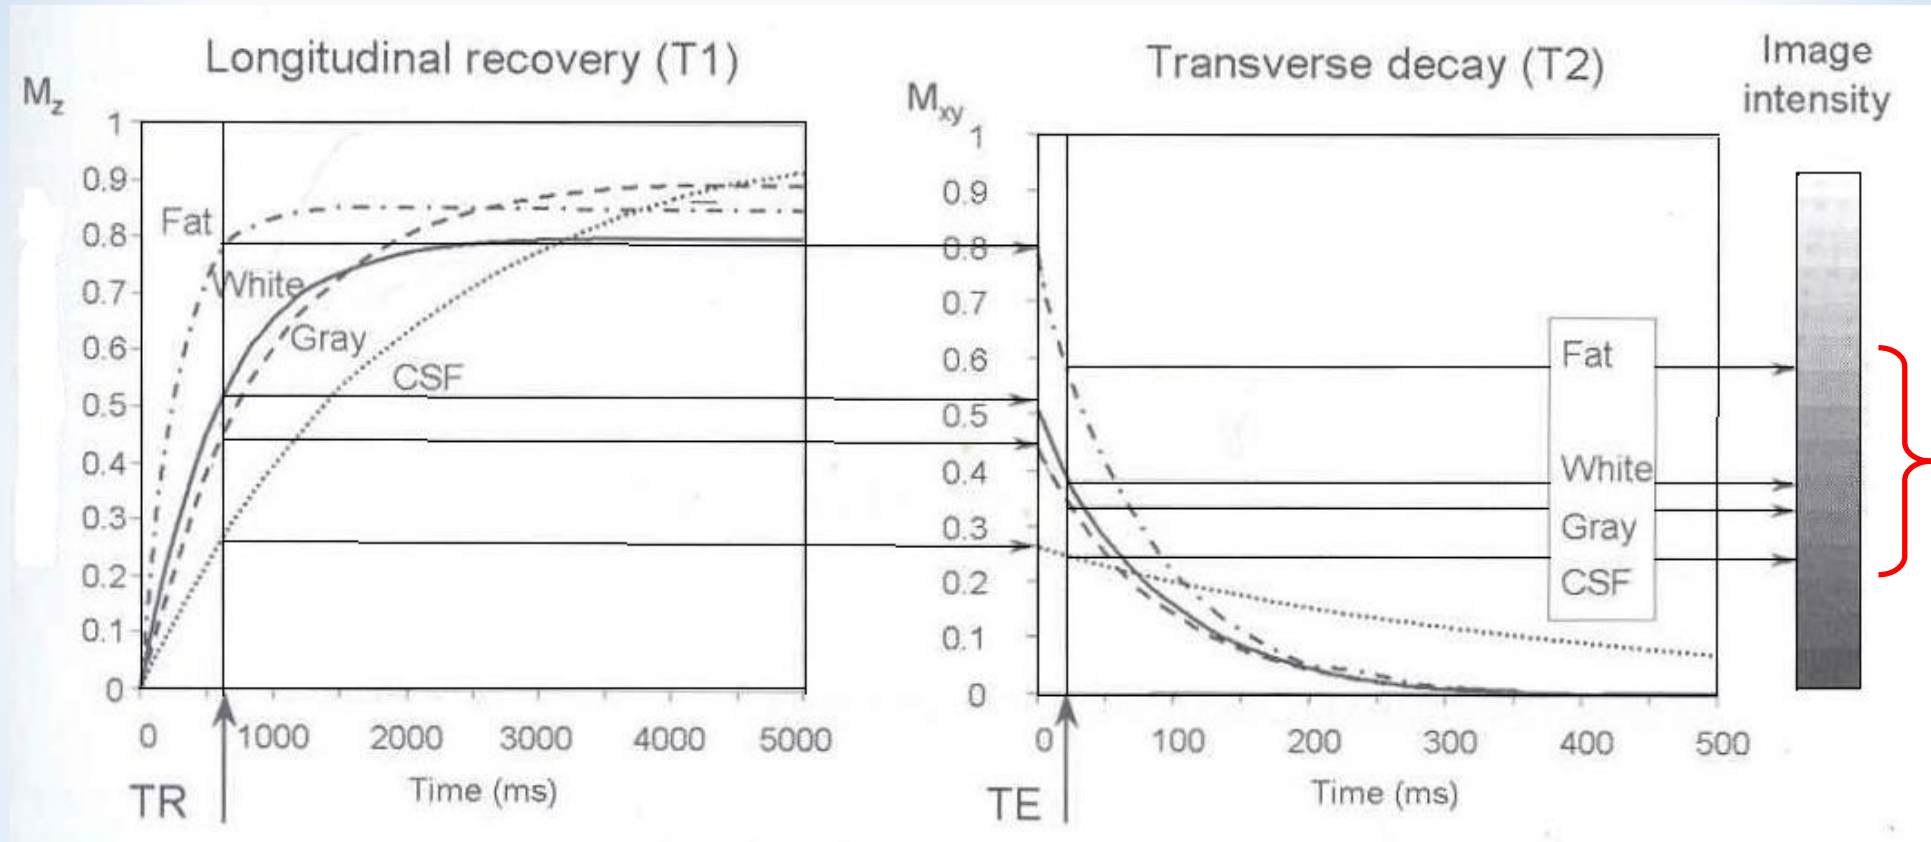 Longitudinal recovery (T1)
Mz
1
0.9
0.8
0.7
0.6
0.5
0.4
0.3
0.2
0.1
0
Fat
White
Gray
CSF
0 1000 2000 3000 4000 5000
TR
Time (ms)
Transverse decay (T2)
Mxy
1
0.9
0.8
0.7
0.6
0.5
0.4
0.3
0.2
0.1
0
Fat
White
Gray
CSF
0 100 200 300 400 500
TE
Time (ms)
Image
intensity